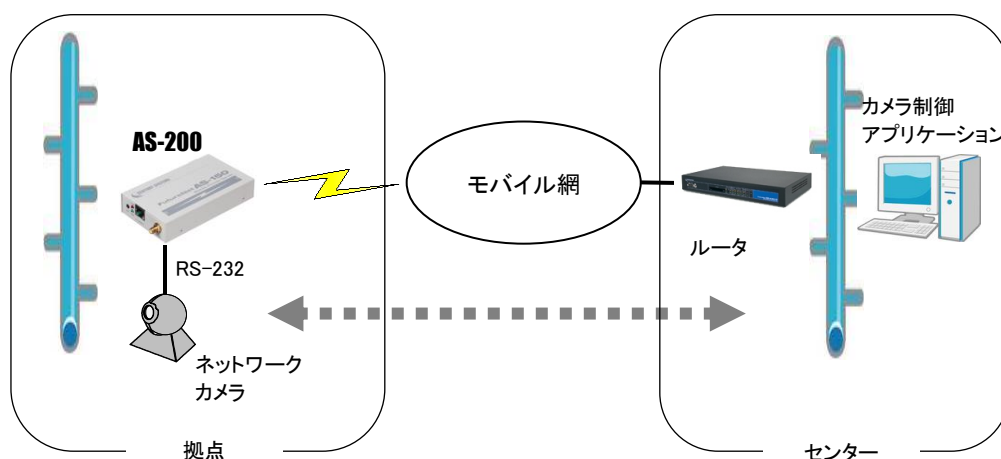 AS-200
RS-232
ネットワーク
カメラ
拠点
モバイル網
ルータ
カメラ制御
アプリケーション
センター